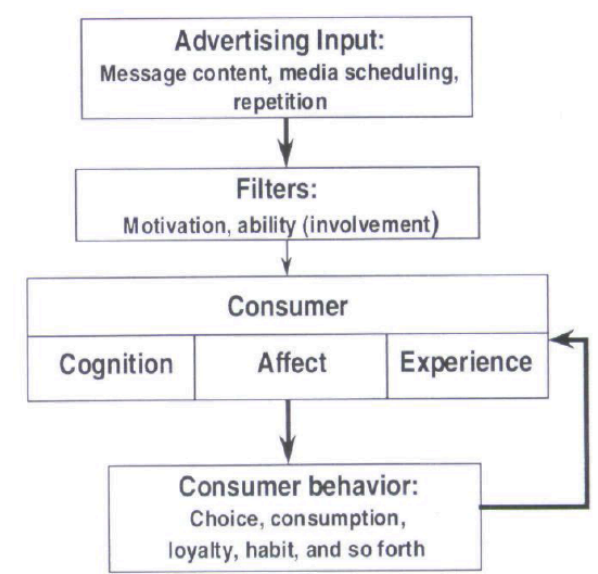 Advertising Input:
Message content, media scheduling,
repetition
Filters:
Motivation, ability (involvement)
Consumer
Cognition Affect Experience
Consumer behavior:
Choice, consumption,
loyalty, habit, and so forth